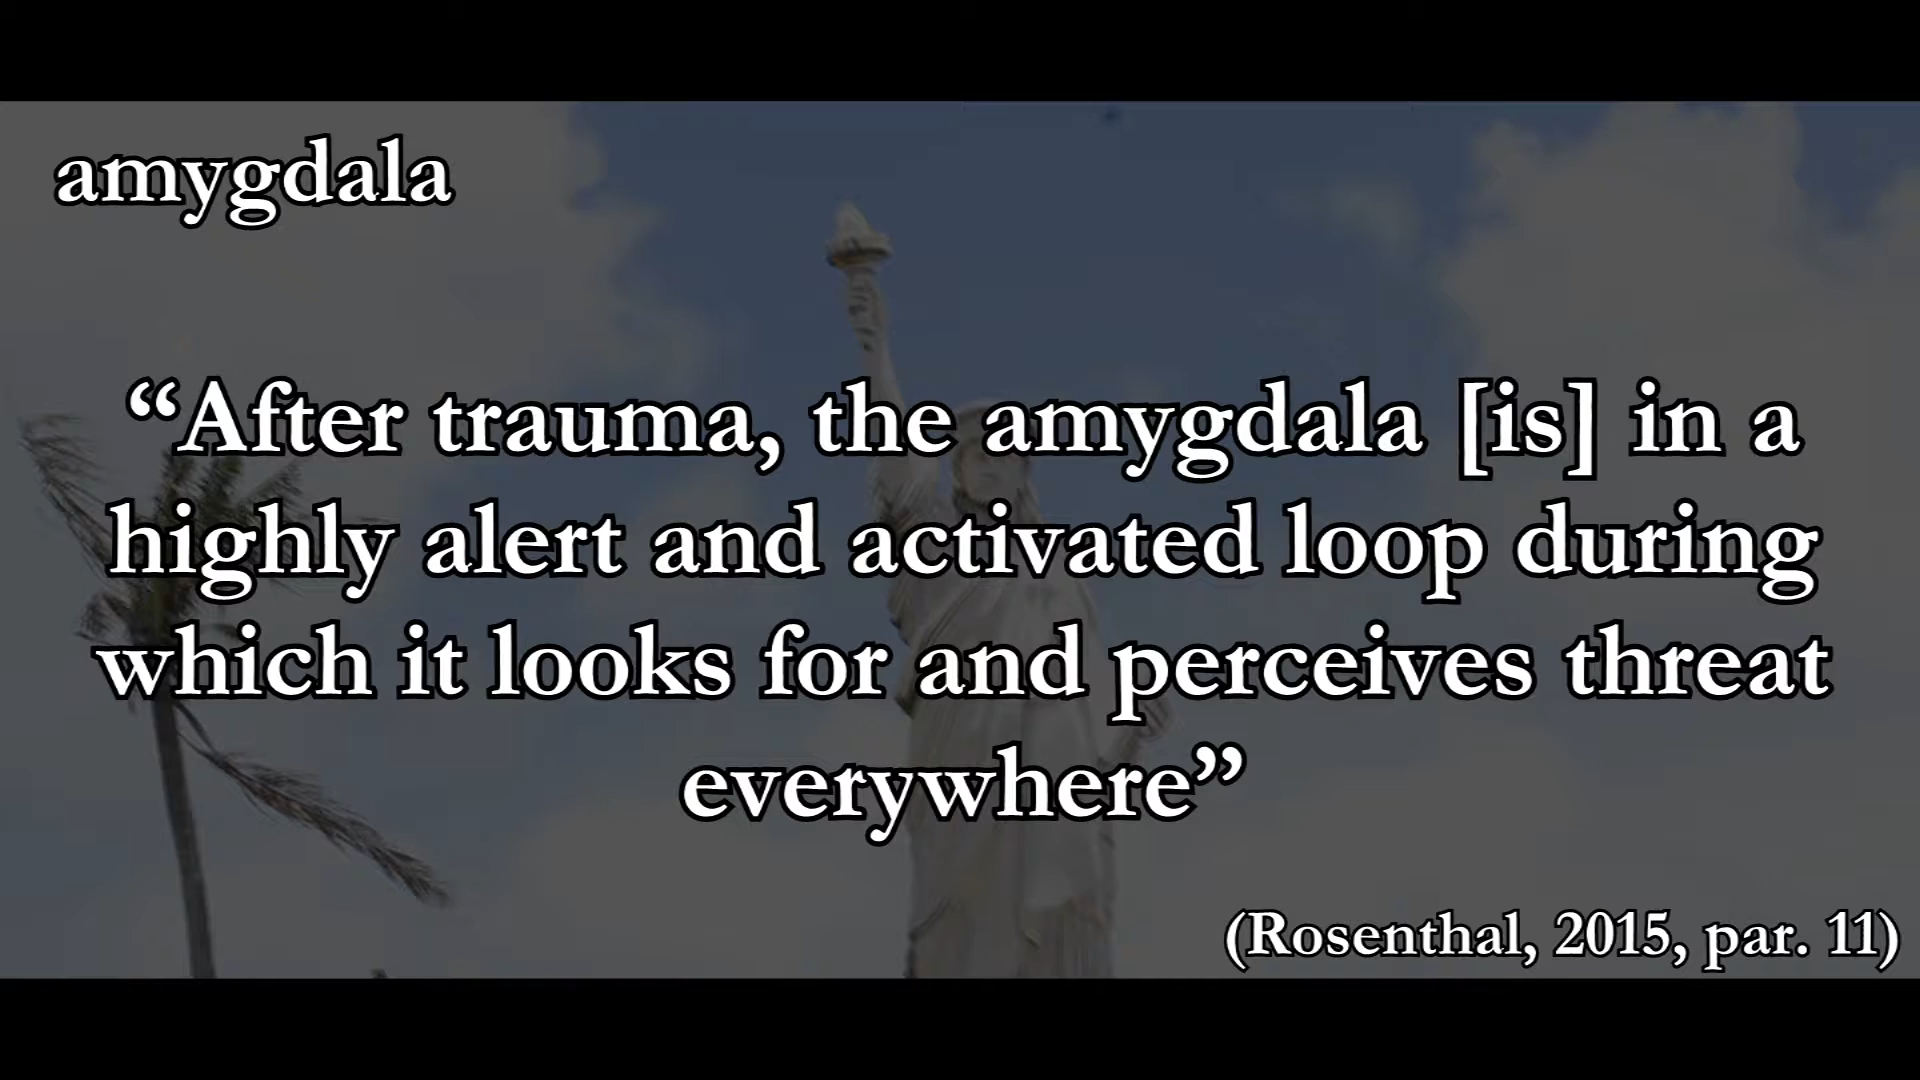 amygdala
“After trauma, the amygdala [is] in a
highly alert and activated loop during
which it looks for and perceives threat
everywhere”
(Rosenthal, 2015, par. 11)